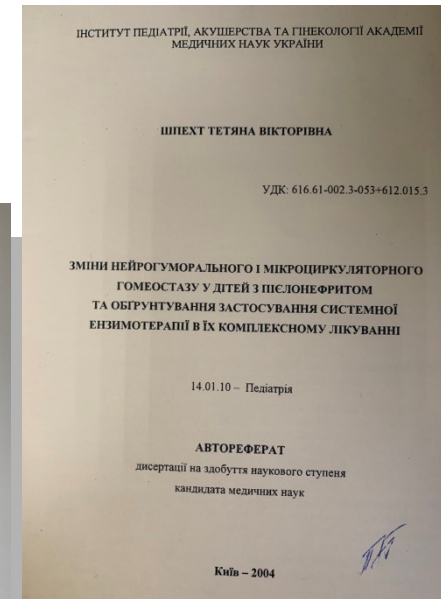 ІНСТИТУТ ПЕДІАТРІЇ, АКУШЕРСТВА ТА ГІНЕКОЛОГІЇ АКАДЕМІЇ
МЕДИЧНИХ НАУК УКРАЇНИ
ШПЕХТ ТЕТЯНА ВІКТОРІВНА
УДК: 616.61-002.3-053+612.015.3
ЗМІНИ НЕЙРОГУМОРАЛЬНОГО І МІКРОЦИРКУЛЯТОРНОГО
ГОМЕОСТАЗУ У ДІТЕЙ З ПІЄЛОНЕФРИТОМ
ТА ОБҐРУНТУВАННЯ ЗАСТОСУВАННЯ СИСТЕМНОЇ
ЕНЗИМОТЕРАПІЇ В ЇХ КОМПЛЕКСНОМУ ЛІКУВАННІ
14.01.10 – Педіатрія
АВТОРЕФЕРАТ
дисертації на здобуття наукового ступеня
кандидата медичних наук
Київ – 2004